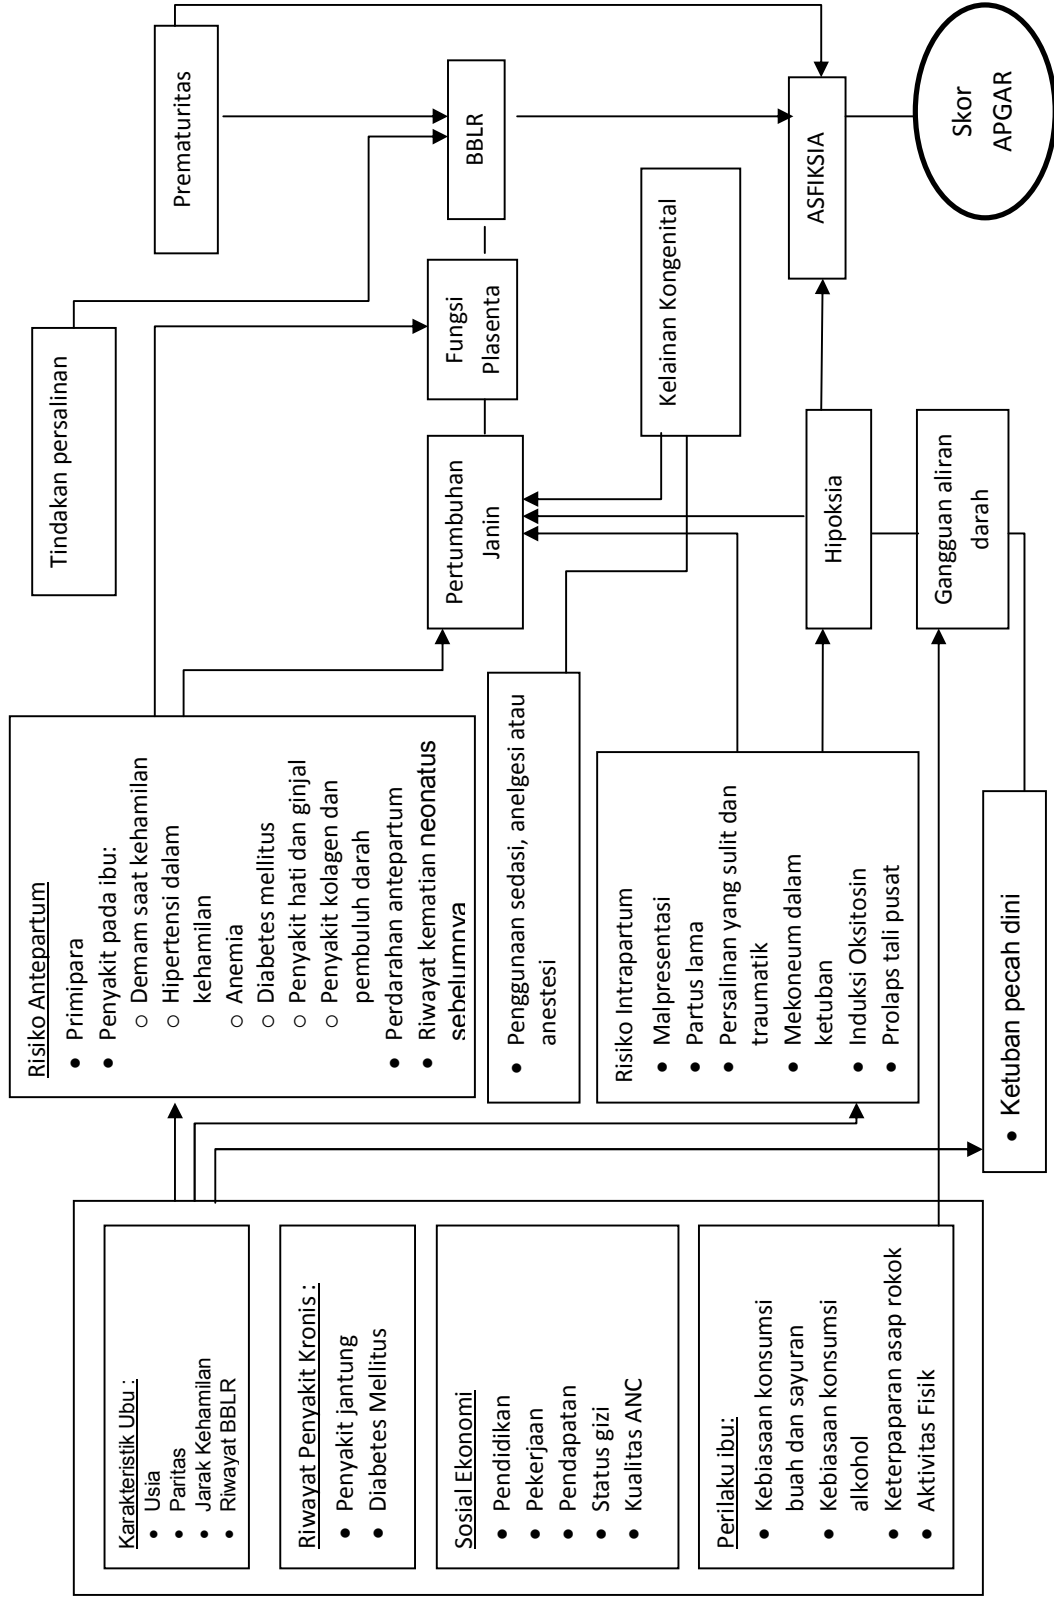 Karakteristik Ubu :
• Usia
• Paritas
• Jarak Kehamilan
• Riwayat BBLR
Riwayat Penyakit Kronis :
• Penyakit jantung
• Diabetes Mellitus
Sosial Ekonomi
• Pendidikan
• Pekerjaan
• Pendapatan
• Status gizi
• Kualitas ANC
Perilaku ibu:
• Kebiasaan konsumsi
buah dan sayuran
• Kebiasaan konsumsi
alkohol
• Keterpaparan asap rokok
• Aktivitas Fisik
Risiko Antepartum
• Primipara
• Penyakit pada ibu:
○ Demam saat kehamilan
○ Hipertensi dalam
kehamilan
○ Anemia
○ Diabetes mellitus
○ Penyakit hati dan ginjal
○ Penyakit kolagen dan
pembuluh darah
• Perdarahan antepartum
• Riwayat kematian neonatus
sebelumnya
• Penggunaan sedasi, anelgesi atau
anestesi
Risiko Intrapartum
• Malpresentasi
• Partus lama
• Persalinan yang sulit dan
traumatik
• Mekoneum dalam
ketuban
• Induksi Oksitosin
• Prolaps tali pusat
• Ketuban pecah dini
Tindakan persalinan
Pertumbuhan
Janin
Fungsi
Plasenta
BBLR
Prematuritas
Kelainan Kongenital
Hipoksia
Gangguan aliran
darah
ASFIKSIA
Skor
APGAR